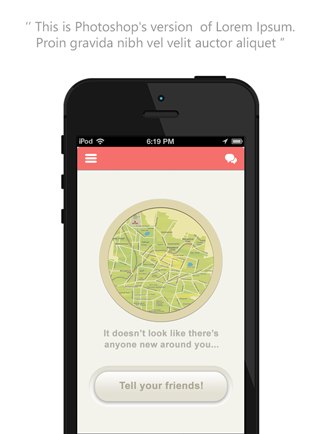 ‘’ This is Photoshop's version of Lorem Ipsum.
Proin gravida nibh vel velit auctor aliquet “
iPod 6:19 PM
It doesn't look like there's
anyone new around you...
Tell your friends!